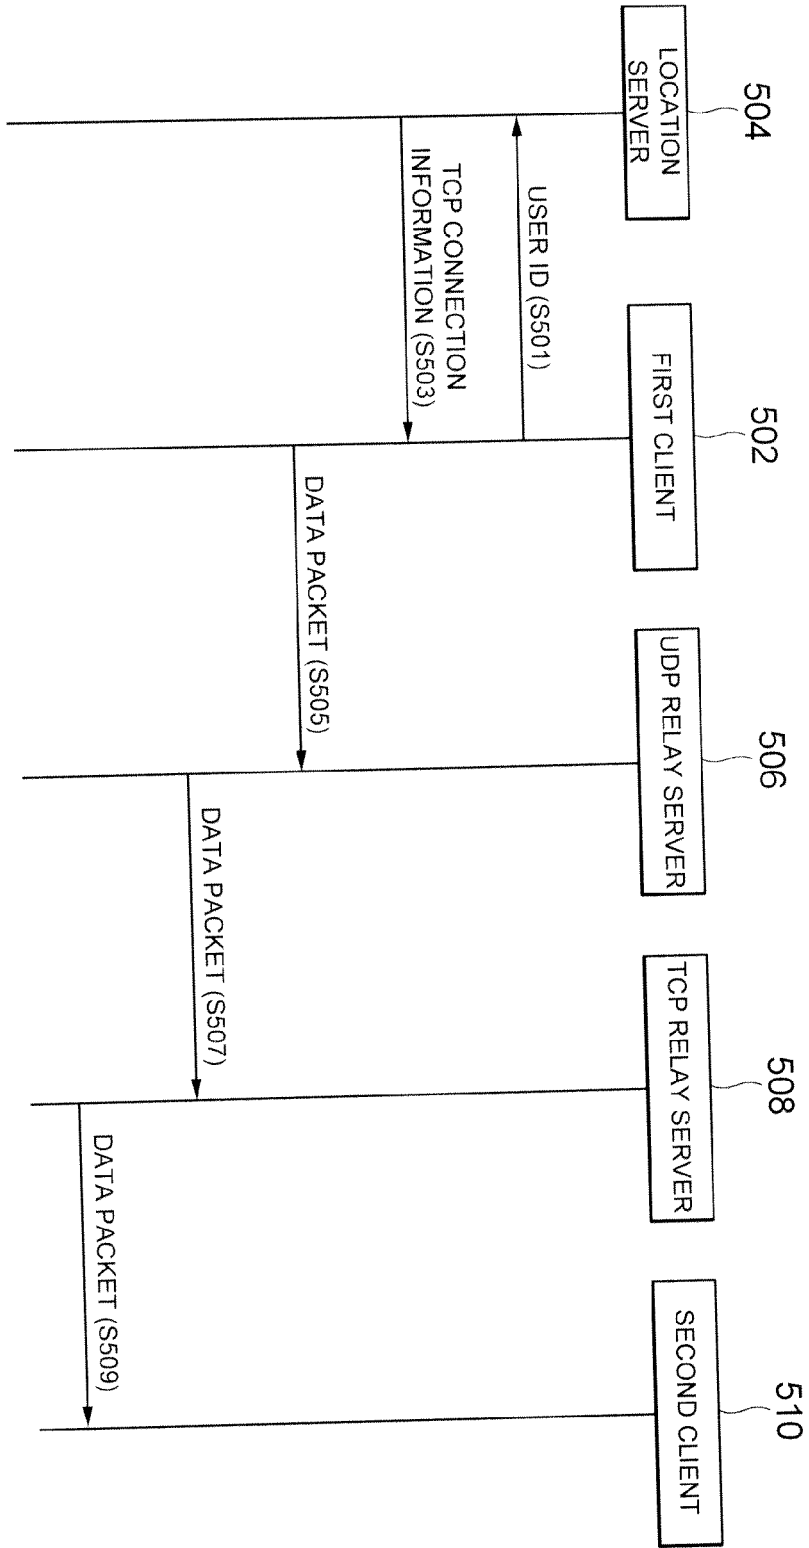 504
502
506
508
510
LOCATION
SERVER
FIRST CLIENT
UDP RELAY SERVER
TCP RELAY SERVER
SECOND CLIENT
USER ID (S501)
TCP CONNECTION
INFORMATION (S503)
DATA PACKET (S505)
DATA PACKET (S507)
DATA PACKET (S509)